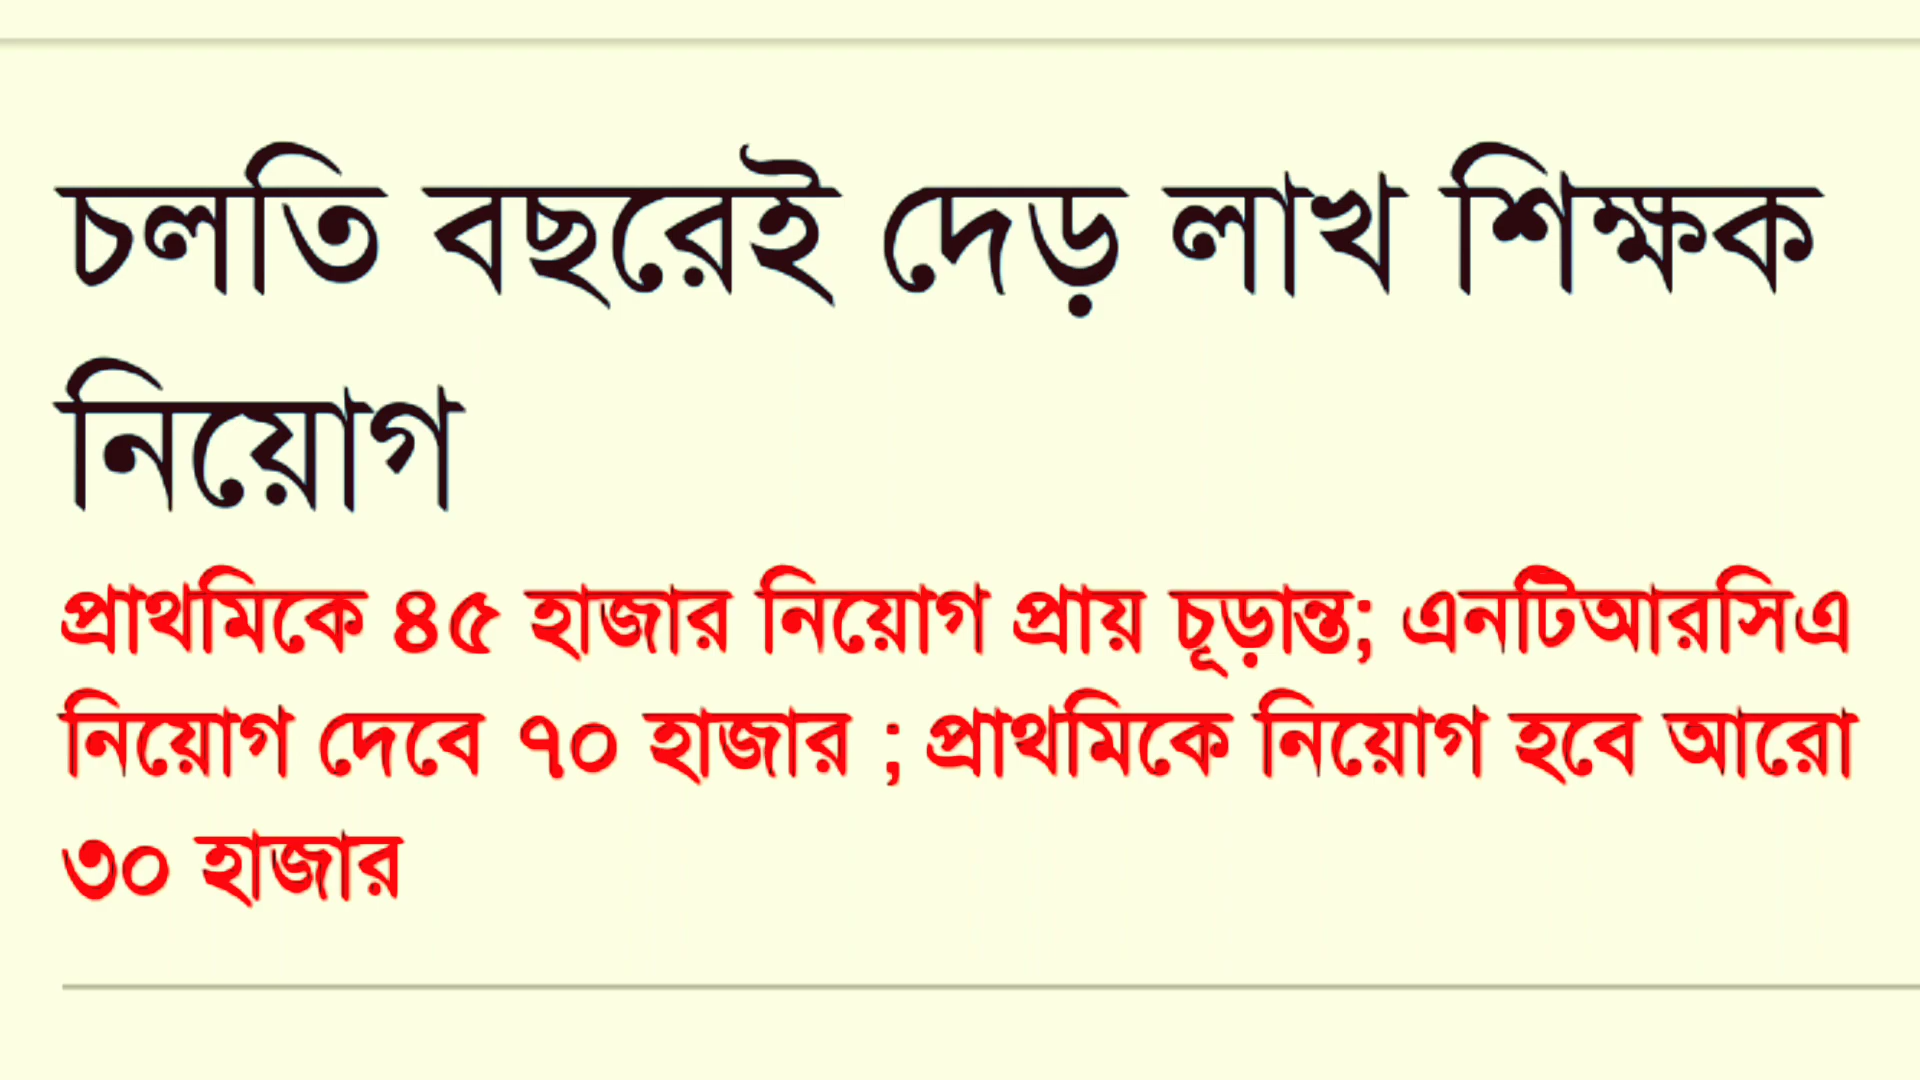 চলতি বছরেই দেড় লাখ শিক্ষক
নিয়োগ
প্রাথমিকে ৪৫ হাজার নিয়োগ প্রায় চূড়ান্ত; এনটিআরসিএ
নিয়োগ দেবে ৭০ হাজার ; প্রাথমিকে নিয়োগ হবে আরো
৩০ হাজার